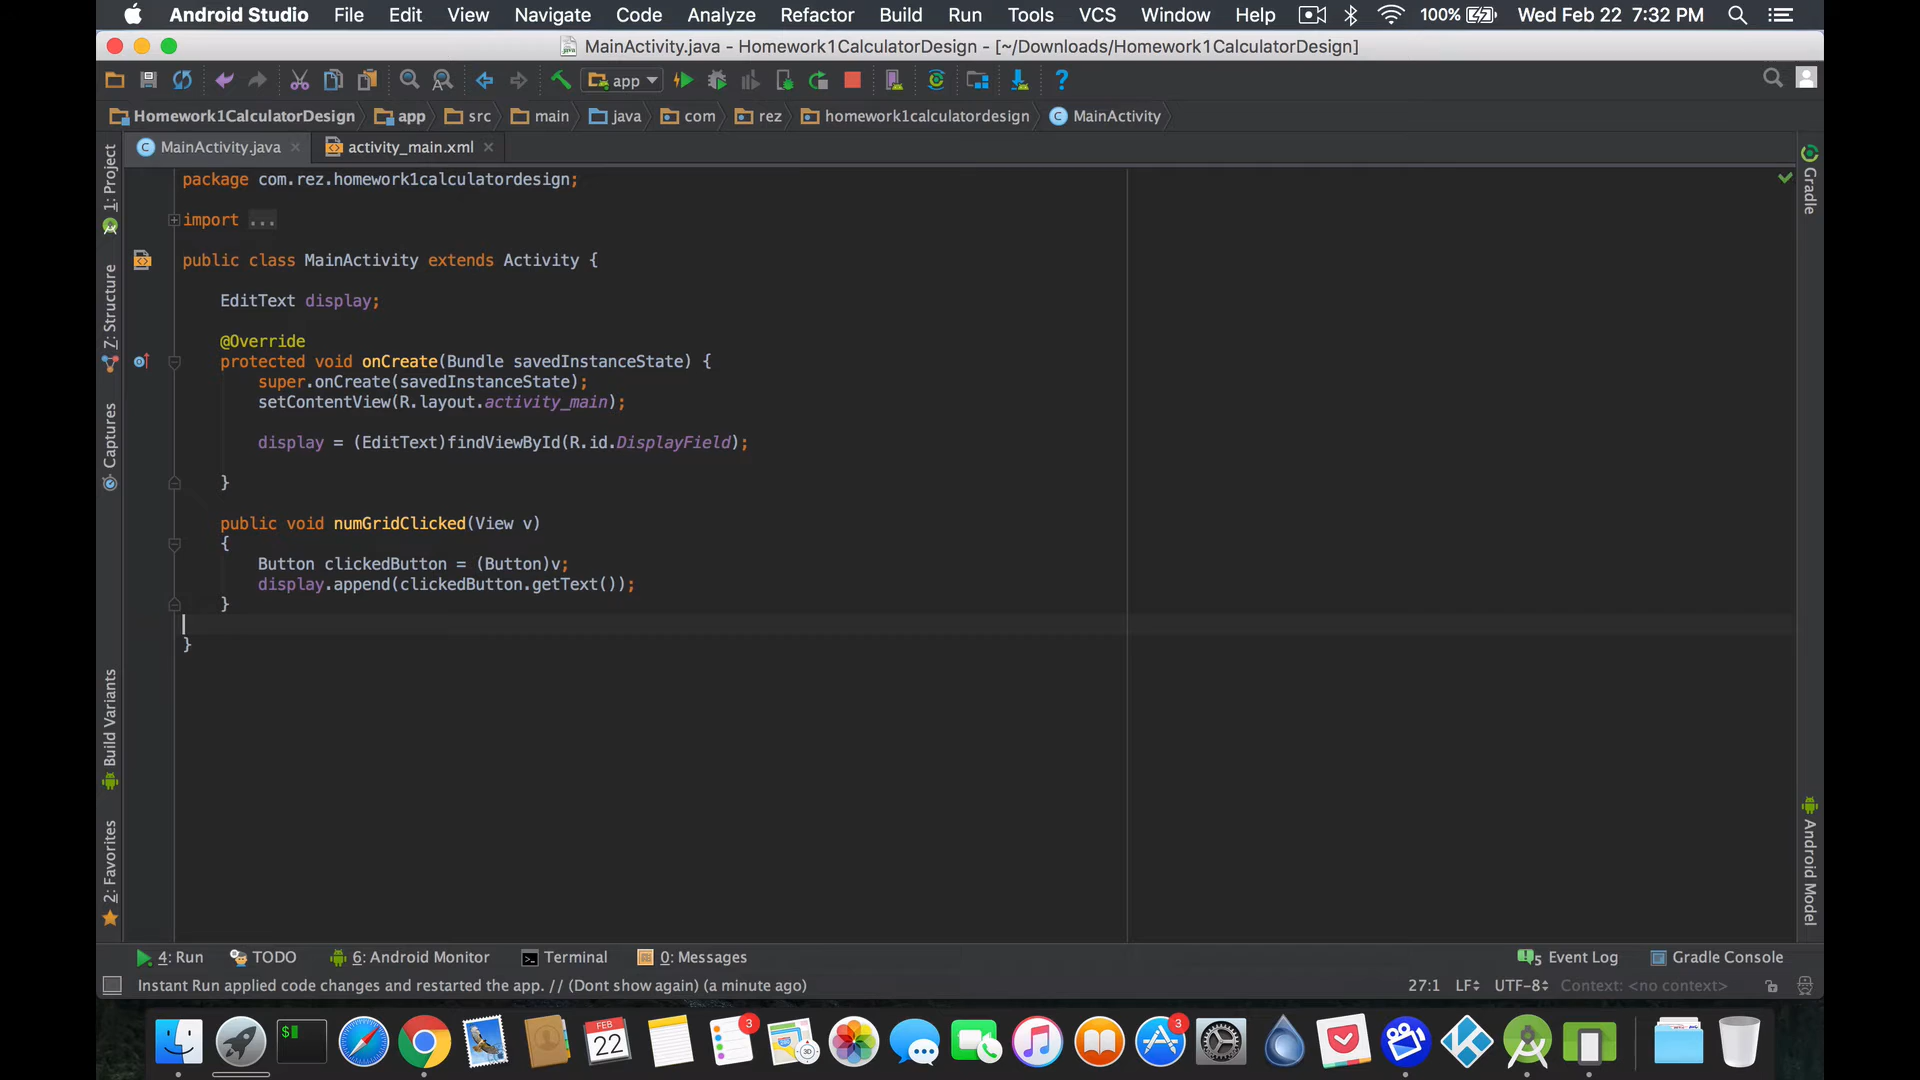 Android Studio File Edit View Navigate Code Analyze Refactor Build Run Tools VCS Window Help 100% Wed Feb 22 7:32 PM
MainActivity.java - Homework1CalculatorDesign - [~/Downloads/Homework1CalculatorDesign]
app
Homework1CalculatorDesign app src main java com rez homework1calculatordesign MainActivity
MainActivity.java activity_main.xml
1: Project
Z: Structure
Captures
Build Variants
2: Favorites
package com.rez.homework1calculatordesign;
import ...
public class MainActivity extends Activity {
EditText display;
@Override
protected void onCreate(Bundle savedInstanceState) {
super.onCreate(savedInstanceState);
setContentView(R.layout.activity_main);
display = (EditText)findViewById(R.id.DisplayField);
}
public void numGridClicked(View v)
{
Button clickedButton = (Button)v;
display.append(clickedButton.getText());
}
}
Gradle
Android Model
4: Run TODO 6: Android Monitor Terminal 0: Messages 5 Event Log Gradle Console
Instant Run applied code changes and restarted the app. // (Dont show again) (a minute ago) 27:1 LF UTF-8 Context: <no context>
$
FEB
22
3
3D
3